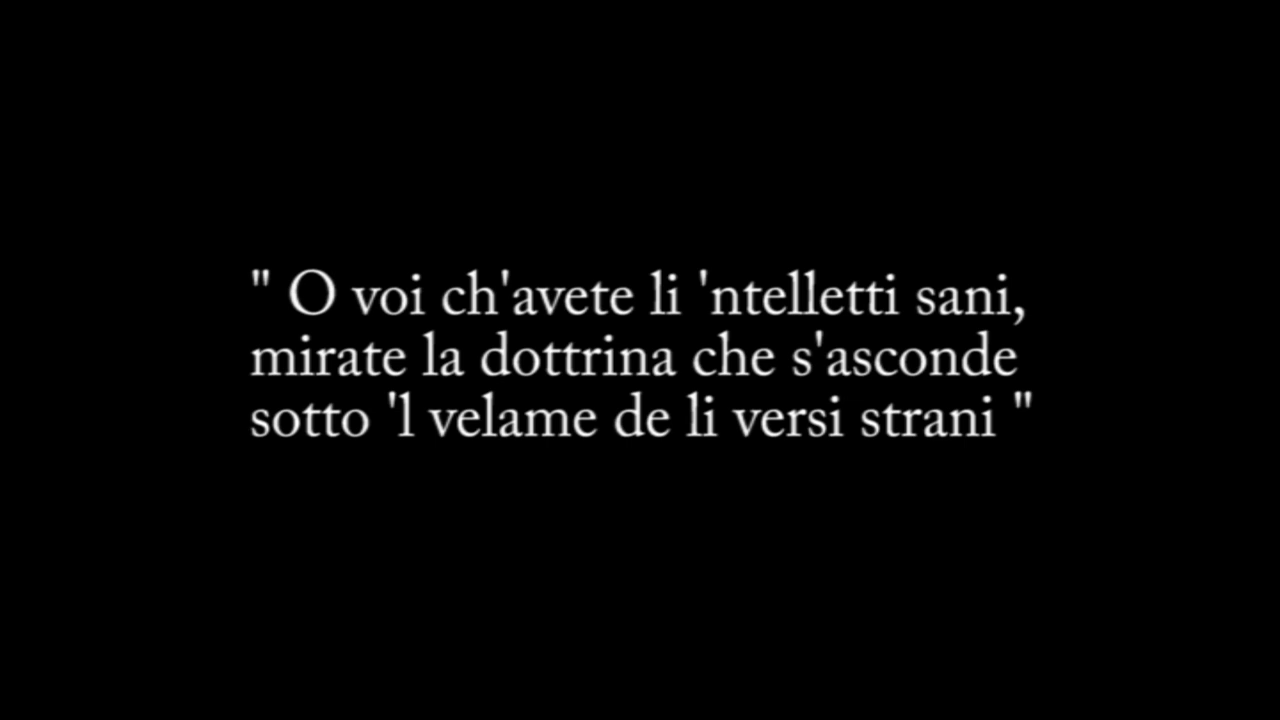 " O voi ch'avete li 'ntelletti sani,
mirate la dottrina che s'asconde
sotto 'l velame de li versi strani "